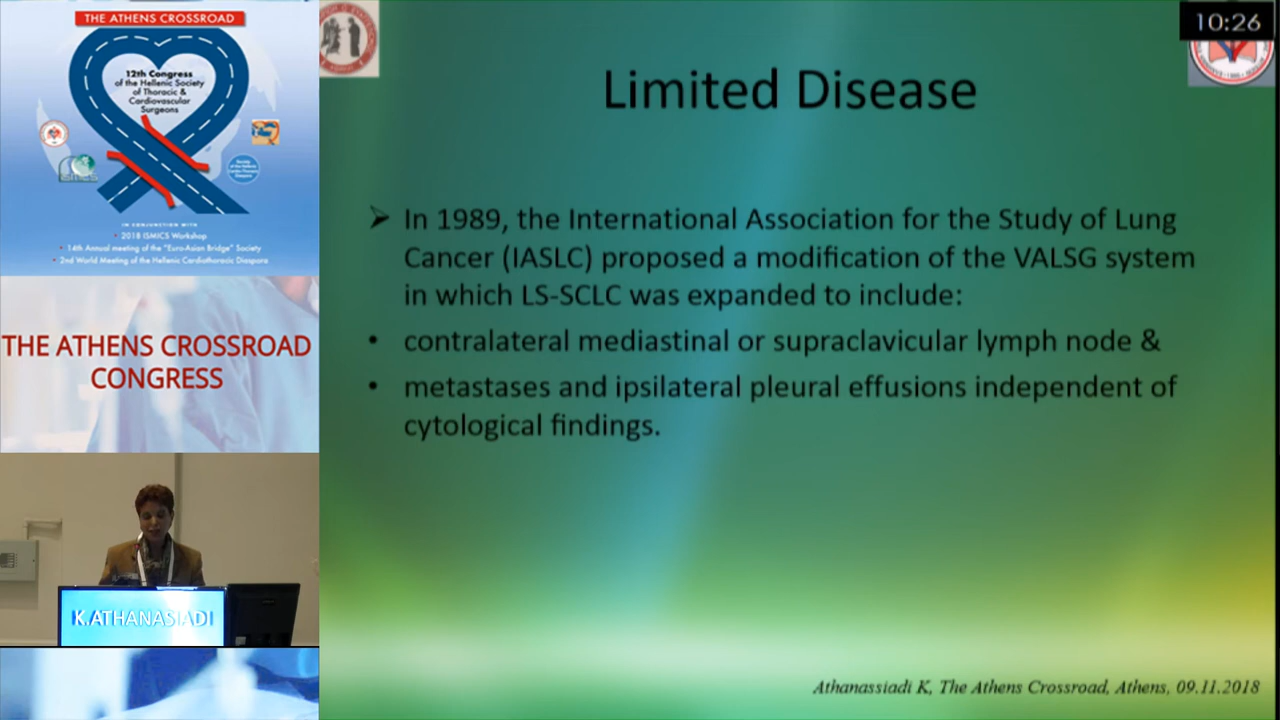 THE ATHENS CROSSROAD
12th Congress
of the Hellenic Society
of Thoracic &
Cardiovascular
Surgeons
IN CONJUNCTION WITH
• 2018 ISMICS Workshop
• 14th Annual meeting of the "Euro-Asian Bridge" Society
• 2nd World Meeting of the Hellenic Cardiothoracic Diaspora
THE ATHENS CROSSROAD
CONGRESS
K.ATHANASIADI
10:26
Limited Disease
➢ In 1989, the International Association for the Study of Lung
Cancer (IASLC) proposed a modification of the VALSG system
in which LS-SCLC was expanded to include:
• contralateral mediastinal or supraclavicular lymph node &
• metastases and ipsilateral pleural effusions independent of
cytological findings.
Athanassiadi K, The Athens Crossroad, Athens, 09.11.2018